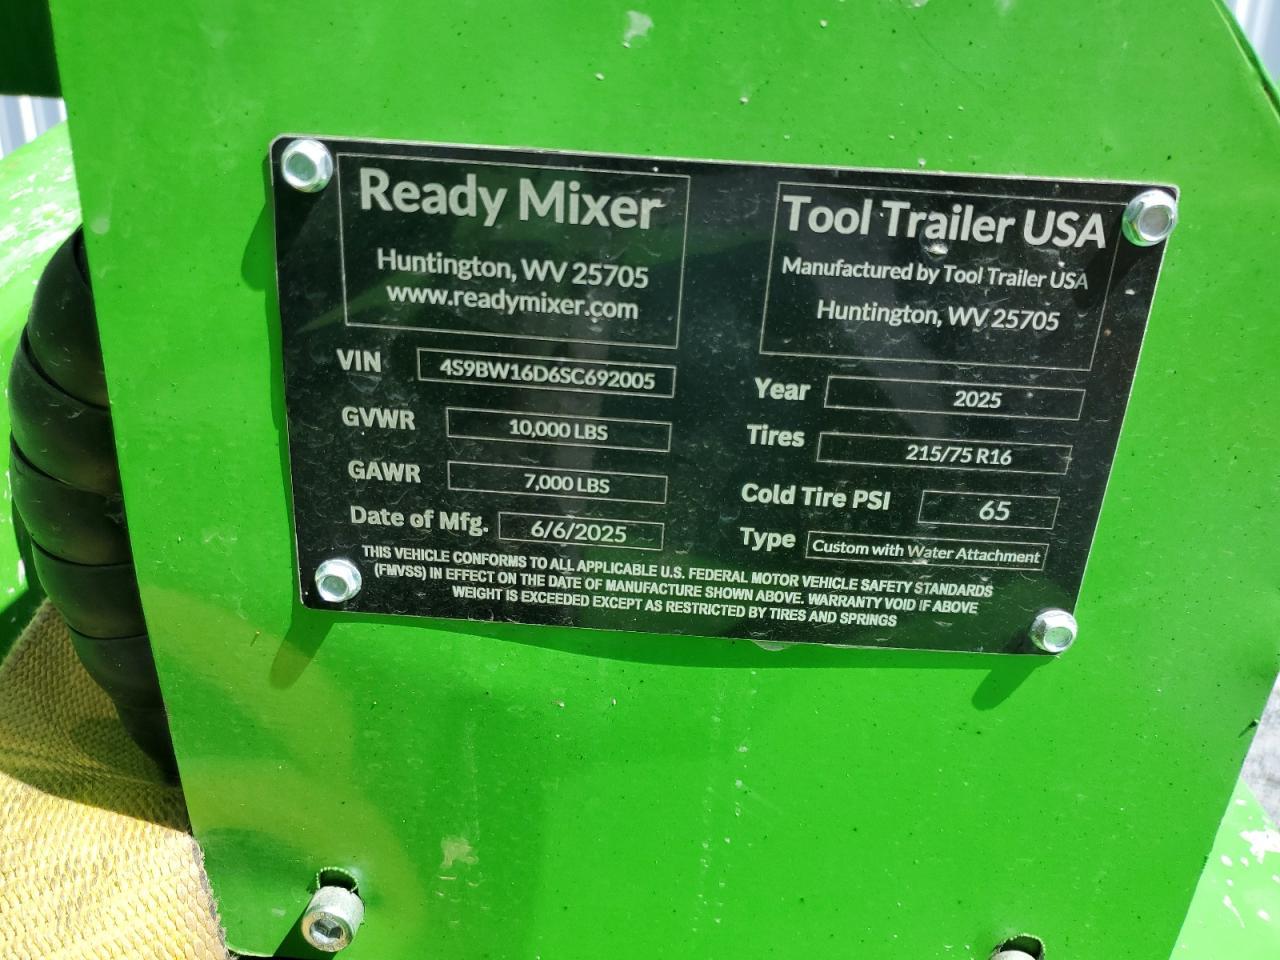 Ready Mixer
Huntington, WV 25705
www.readymixer.com
VIN 4S9BW16D6SC692005
GVWR 10,000 LBS
GAWR 7,000 LBS
Date of Mfg. 6/6/2025
Tool Trailer USA
Manufactured by Tool Trailer USA
Huntington, WV 25705
Year 2025
Tires 215/75 R16
Cold Tire PSI 65
Type Custom with Water Attachment
THIS VEHICLE CONFORMS TO ALL APPLICABLE U.S. FEDERAL MOTOR VEHICLE SAFETY STANDARDS
(FMVSS) IN EFFECT ON THE DATE OF MANUFACTURE SHOWN ABOVE. WARRANTY VOID IF ABOVE
WEIGHT IS EXCEEDED EXCEPT AS RESTRICTED BY TIRES AND SPRINGS